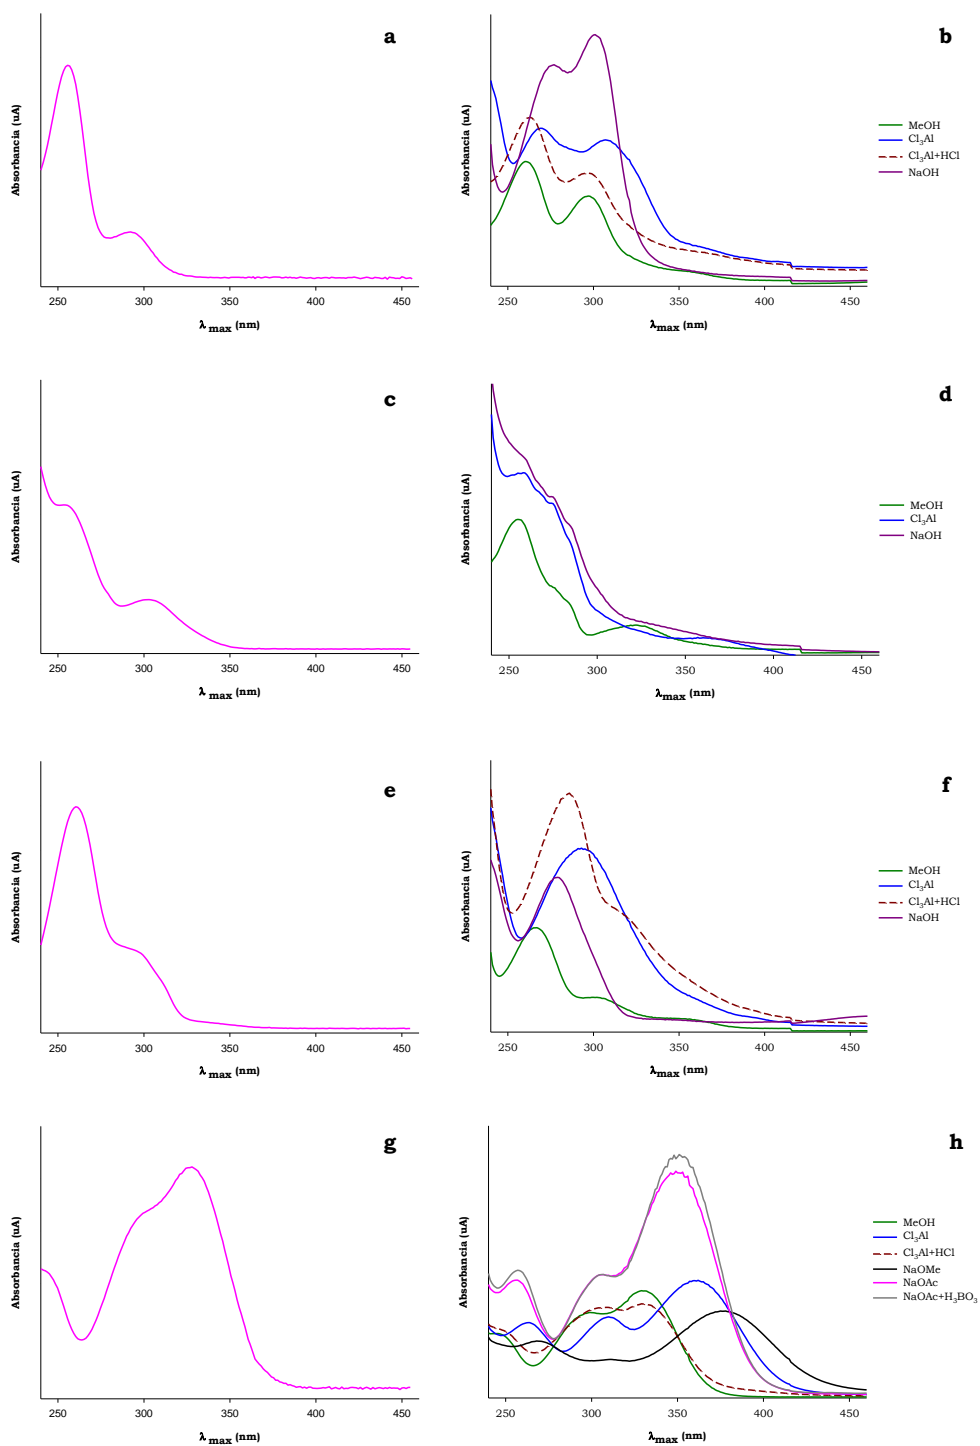 a
Absorbancia (uA)
250 300 350 400 450
λ max (nm)
b
Absorbancia (uA)
MeOH
Cl3Al
Cl3Al+HCl
NaOH
250 300 350 400 450
λmax (nm)
c
Absorbancia (uA)
250 300 350 400 450
λ max (nm)
d
Absorbancia (uA)
MeOH
Cl3Al
NaOH
250 300 350 400 450
λmax (nm)
e
Absorbancia (uA)
250 300 350 400 450
λ max (nm)
f
Absorbancia (uA)
MeOH
Cl3Al
Cl3Al+HCl
NaOH
250 300 350 400 450
λmax (nm)
g
Absorbancia (uA)
250 300 350 400 450
λ max (nm)
h
Absorbancia (uA)
MeOH
Cl3Al
Cl3Al+HCl
NaOMe
NaOAc
NaOAc+H3BO3
250 300 350 400 450
λmax (nm)